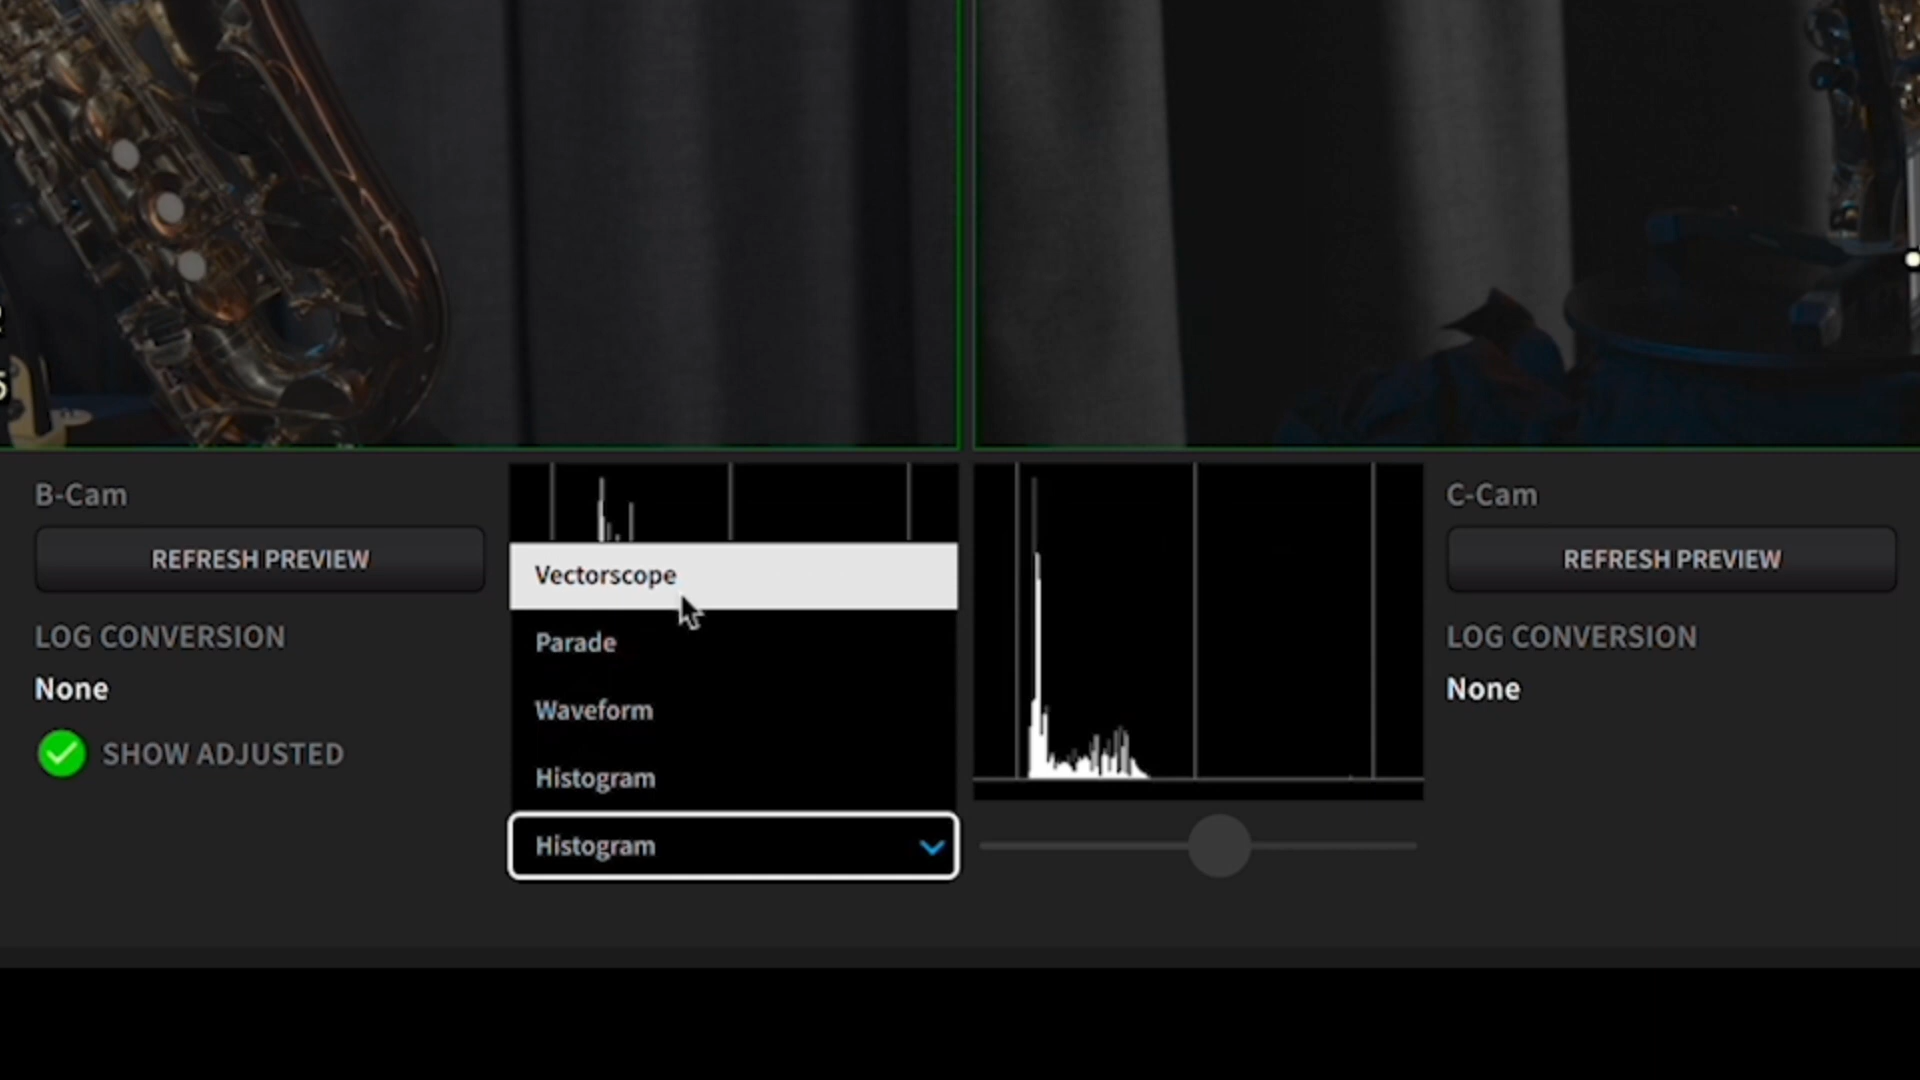 B-Cam
REFRESH PREVIEW
LOG CONVERSION
None
SHOW ADJUSTED
Vectorscope
Parade
Waveform
Histogram
Histogram
C-Cam
REFRESH PREVIEW
LOG CONVERSION
None